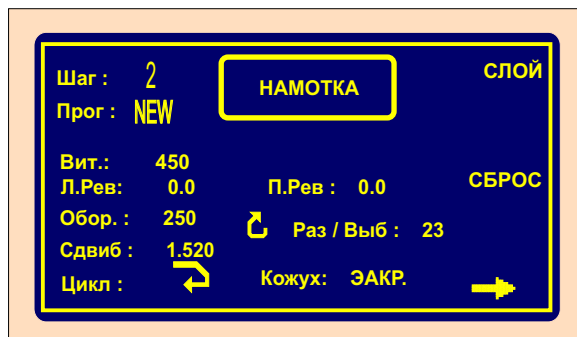 Шаг : 2 НАМОТКА СЛОЙ
Прог : NEW
Вит.: 450
Л.Рев: 0.0 П.Рев : 0.0 СБРОС
Обор. : 250 Раз / Выб : 23
Сдвиб : 1.520
Цикл : Кожух: ЭАКР.